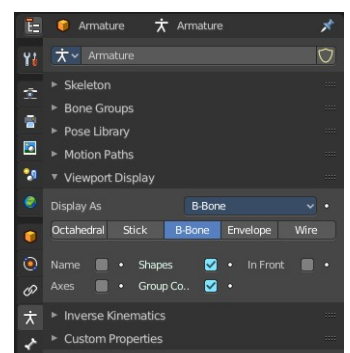 Armature Armature
Armature
Skeleton
Bone Groups
Pose Library
Motion Paths
Viewport Display
Display As B-Bone
Octahedral Stick B-Bone Envelope Wire
Name Shapes In Front
Axes Group Co..
Inverse Kinematics
Custom Properties